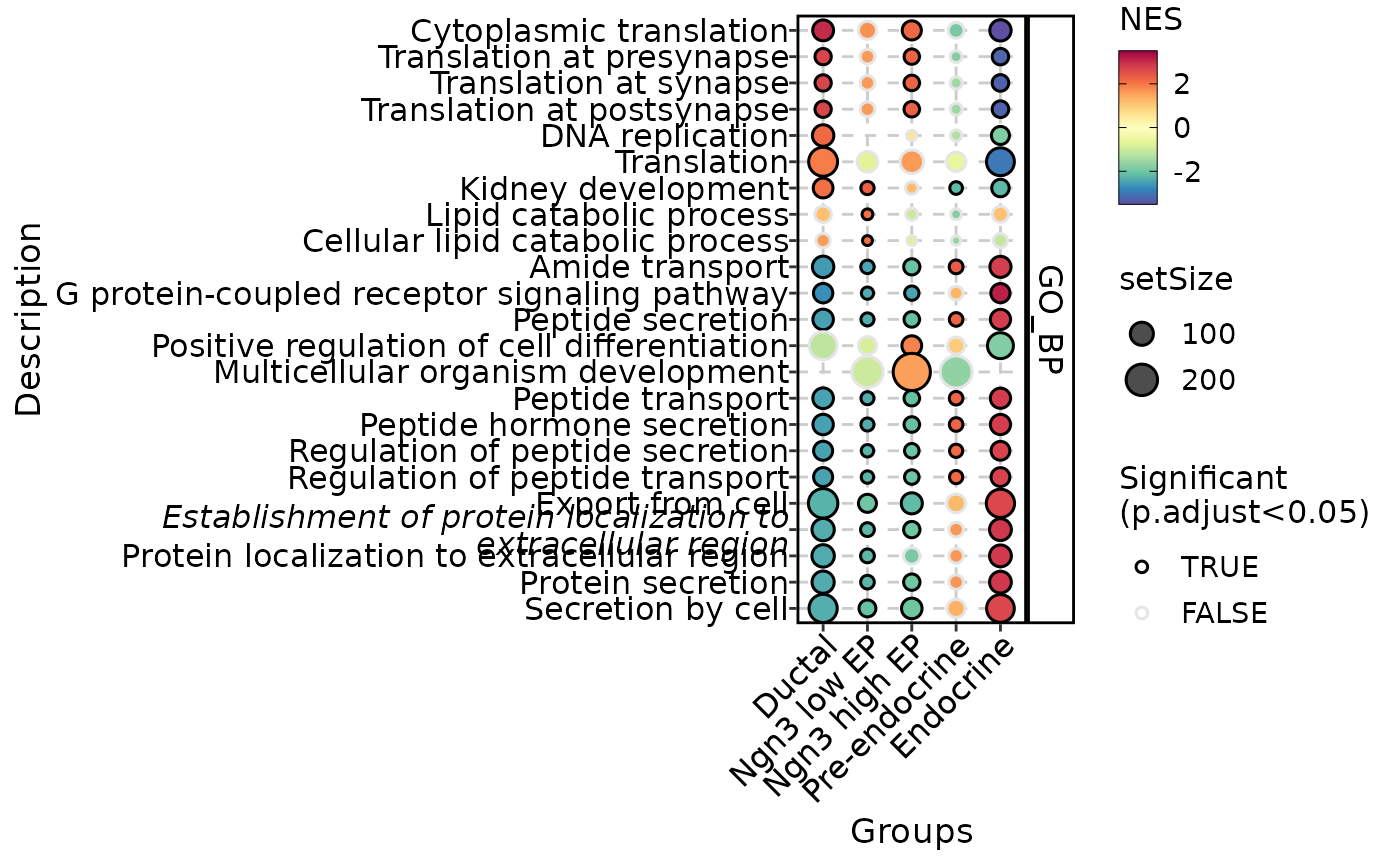 Description
Cytoplasmic translation
Translation at presynapse
Translation at synapse
Translation at postsynapse
DNA replication
Translation
Kidney development
Lipid catabolic process
Cellular lipid catabolic process
Amide transport
G protein-coupled receptor signaling pathway
Peptide secretion
Positive regulation of cell differentiation
Multicellular organism development
Peptide transport
Peptide hormone secretion
Regulation of peptide secretion
Regulation of peptide transport
Export from cell
Establishment of protein localization to
extracellular region
Protein localization to extracellular region
Protein secretion
Secretion by cell
GO_BP
Ductal
Ngn3 low EP
Ngn3 high EP
Pre-endocrine
Endocrine
Groups
NES
2
0
-2
setSize
100
200
Significant
(p.adjust<0.05)
TRUE
FALSE